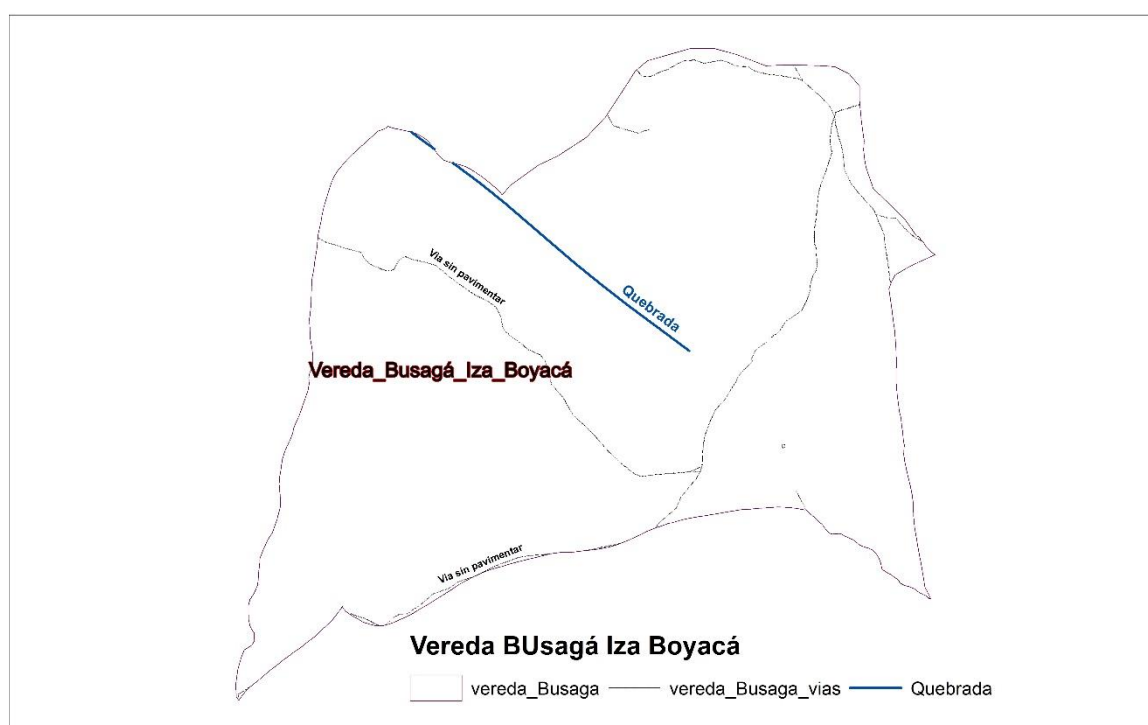 Via sin pavimentar
Quebrada
Vereda_Busagá_Iza_Boyacá
Via sin pavimentar
Vereda BUsagá Iza Boyacá
vereda_Busaga
vereda_Busaga_vias
Quebrada